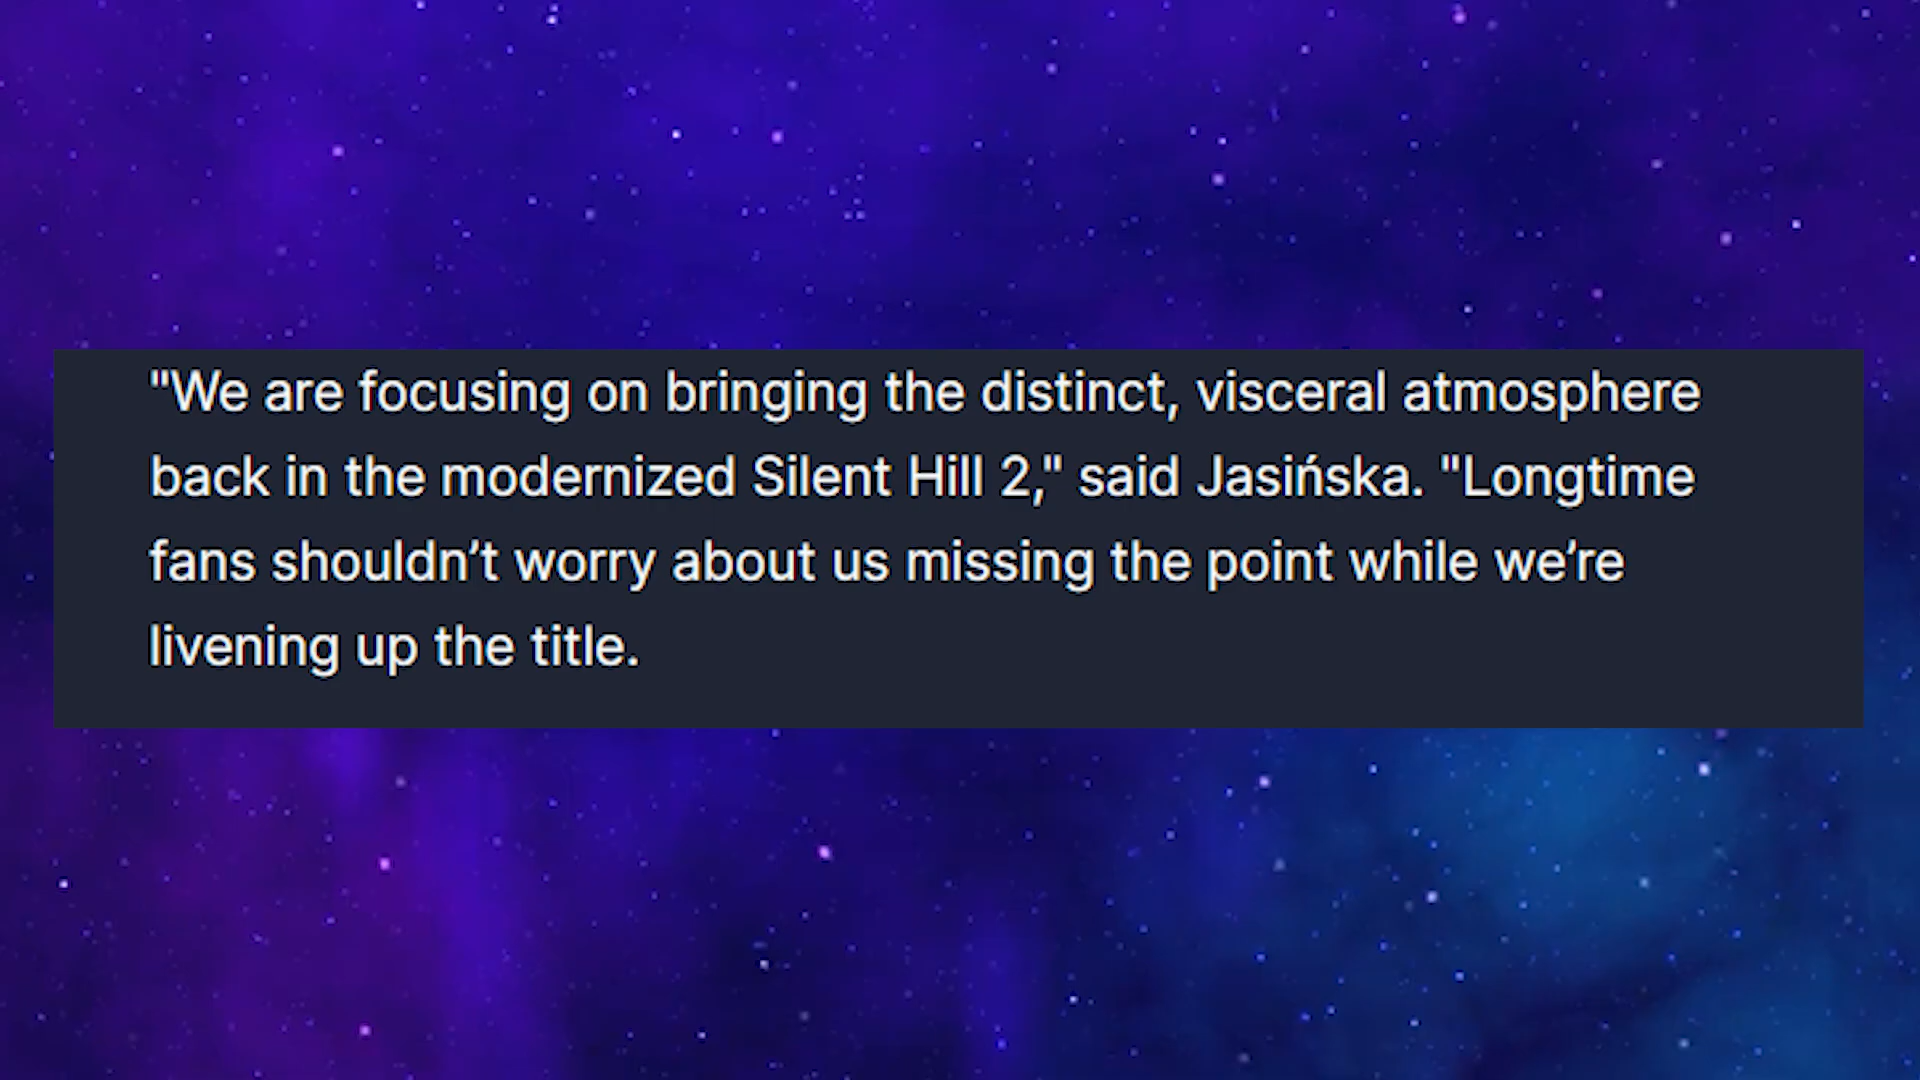 "We are focusing on bringing the distinct, visceral atmosphere
back in the modernized Silent Hill 2," said Jasińska. "Longtime
fans shouldn’t worry about us missing the point while we’re
livening up the title.